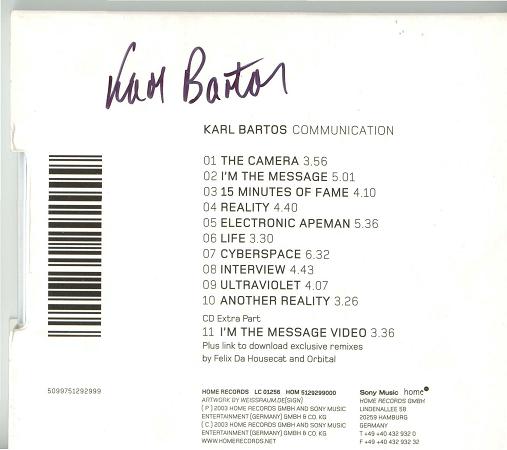 Karl Bartos
KARL BARTOS COMMUNICATION
01 THE CAMERA 3.56
02 I'M THE MESSAGE 5.01
03 15 MINUTES OF FAME 4.10
04 REALITY 4.40
05 ELECTRONIC APEMAN 5.36
06 LIFE 3.30
07 CYBERSPACE 6.32
08 INTERVIEW 4.43
09 ULTRAVIOLET 4.07
10 ANOTHER REALITY 3.26
CD Extra Part
11 I'M THE MESSAGE VIDEO 3.36
Plus link to download exclusive remixes
by Felix Da Housecat and Orbital
5099751292999
HOME RECORDS LC 01256 HOM 5129299000
ARTWORK BY WEISSRAUM.DE(SIGN)
( P ) 2003 HOME RECORDS GMBH AND SONY MUSIC
ENTERTAINMENT (GERMANY) GMBH & CO. KG
( C ) 2003 HOME RECORDS GMBH AND SONY MUSIC
ENTERTAINMENT (GERMANY) GMBH & CO. KG
WWW.HOMERECORDS.NET
Sony Music home
HOME RECORDS GMBH
LINDENALLEE 58
20259 HAMBURG
GERMANY
T +49 +40 432 932 0
F +49 +40 432 932 32